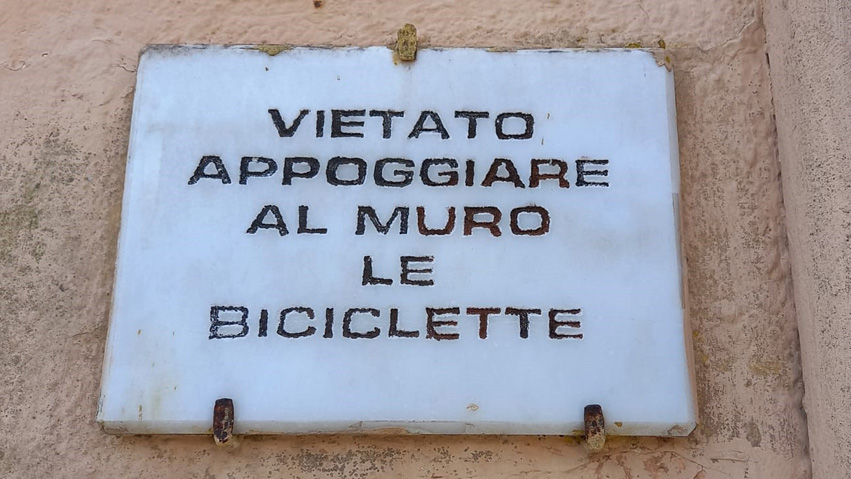 VIETATO
APPOGGIARE
AL MURO
LE
BICICLETTE